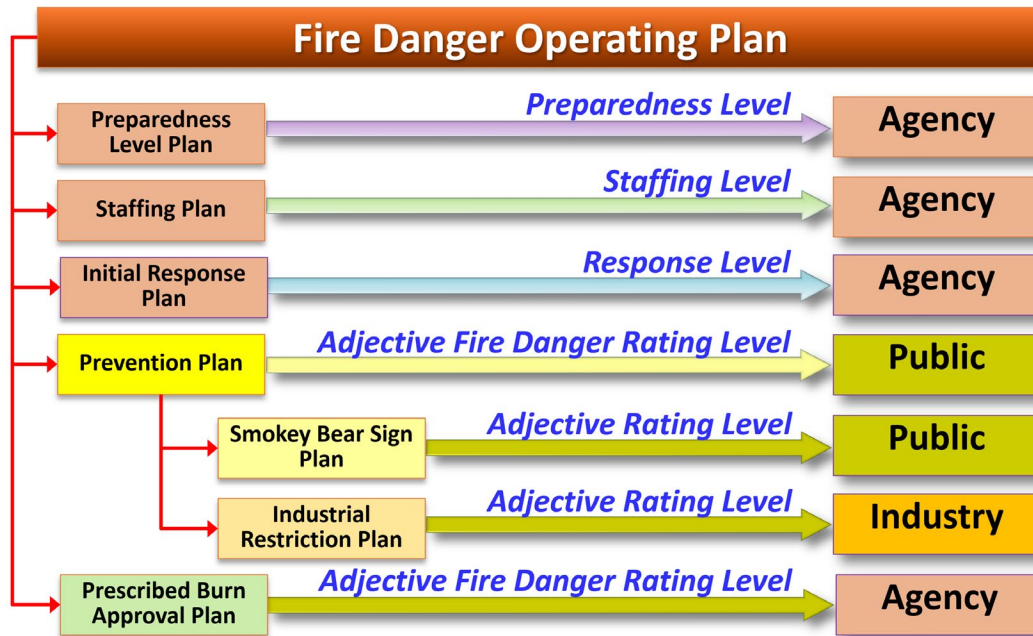 Fire Danger Operating Plan
Preparedness
Level Plan
Preparedness Level
Agency
Staffing Plan
Staffing Level
Agency
Initial Response
Plan
Response Level
Agency
Prevention Plan
Adjective Fire Danger Rating Level
Public
Smokey Bear Sign
Plan
Adjective Rating Level
Public
Industrial
Restriction Plan
Adjective Rating Level
Industry
Prescribed Burn
Approval Plan
Adjective Fire Danger Rating Level
Agency